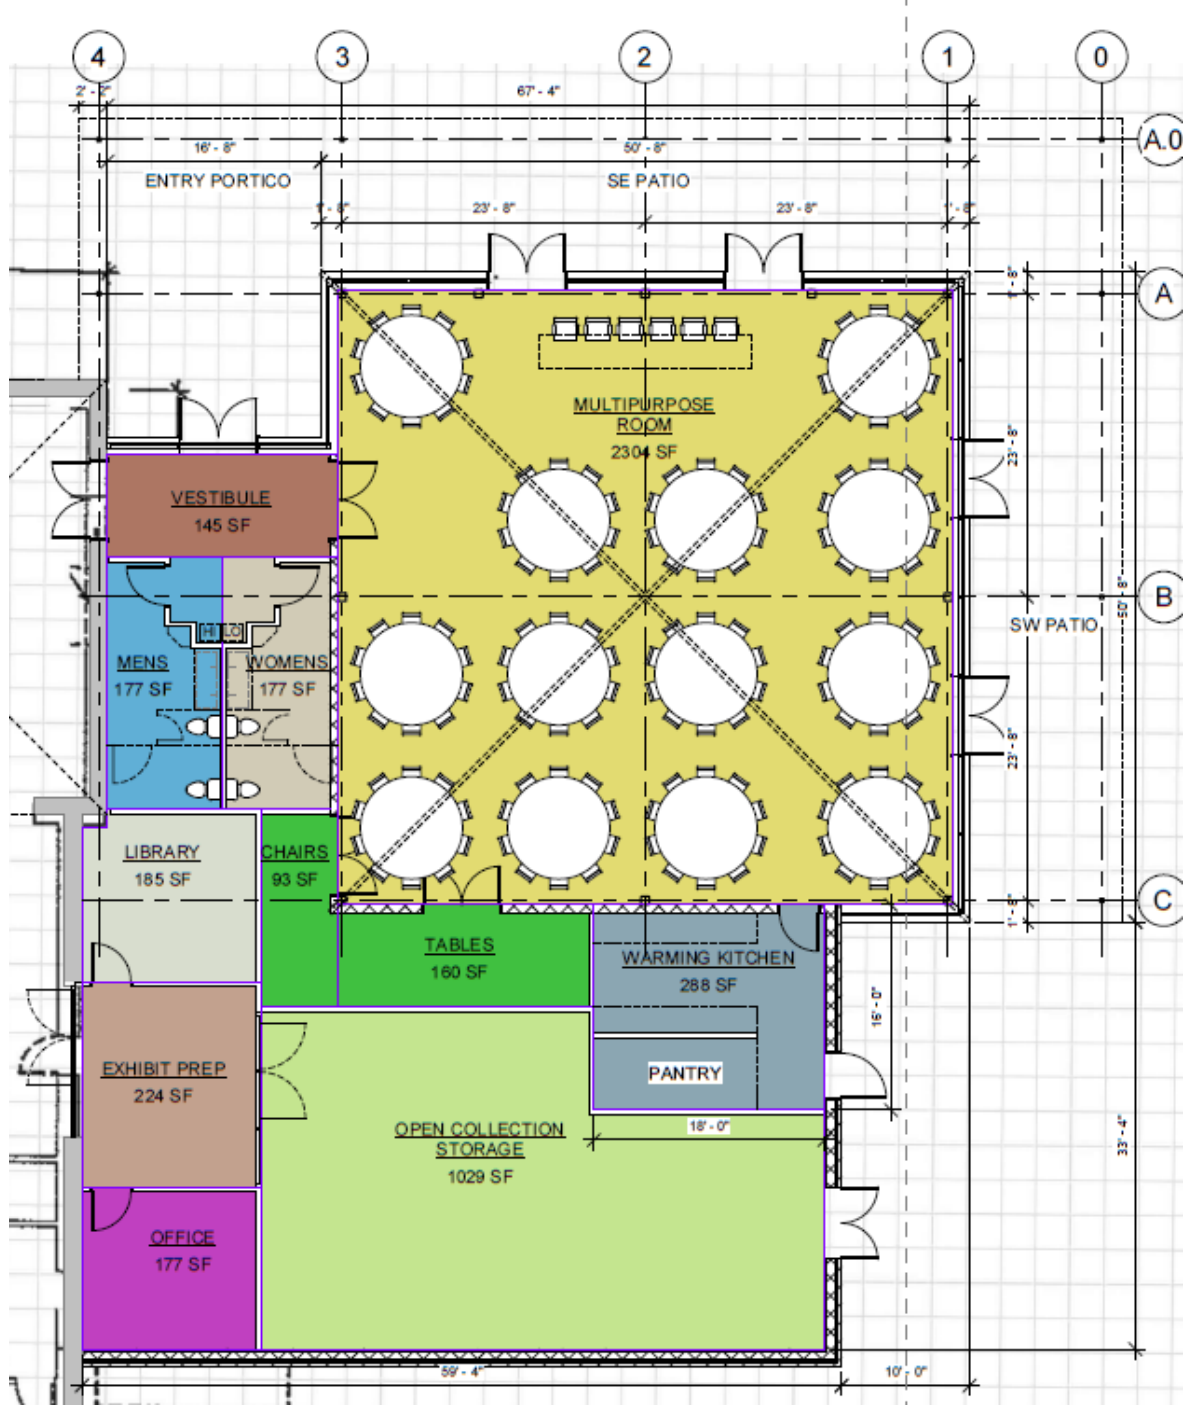 4
3
2
1
0
2' - 2"
67' - 4"
A.0
16' - 8"
50' - 8"
ENTRY PORTICO
SE PATIO
1' - 8"
23' - 8"
23' - 8"
1' - 8"
1' - 8"
A
MULTIPURPOSE
ROOM
2304 SF
23' - 8"
VESTIBULE
145 SF
50' - 8"
B
SW PATIO
HI
LO
MENS
177 SF
WOMENS
177 SF
23' - 8"
LIBRARY
185 SF
CHAIRS
93 SF
C
1' - 8"
TABLES
160 SF
WARMING KITCHEN
288 SF
16' - 0"
EXHIBIT PREP
224 SF
PANTRY
18' - 0"
OPEN COLLECTION
STORAGE
1029 SF
33' - 4"
OFFICE
177 SF
59' - 4"
10' - 0"